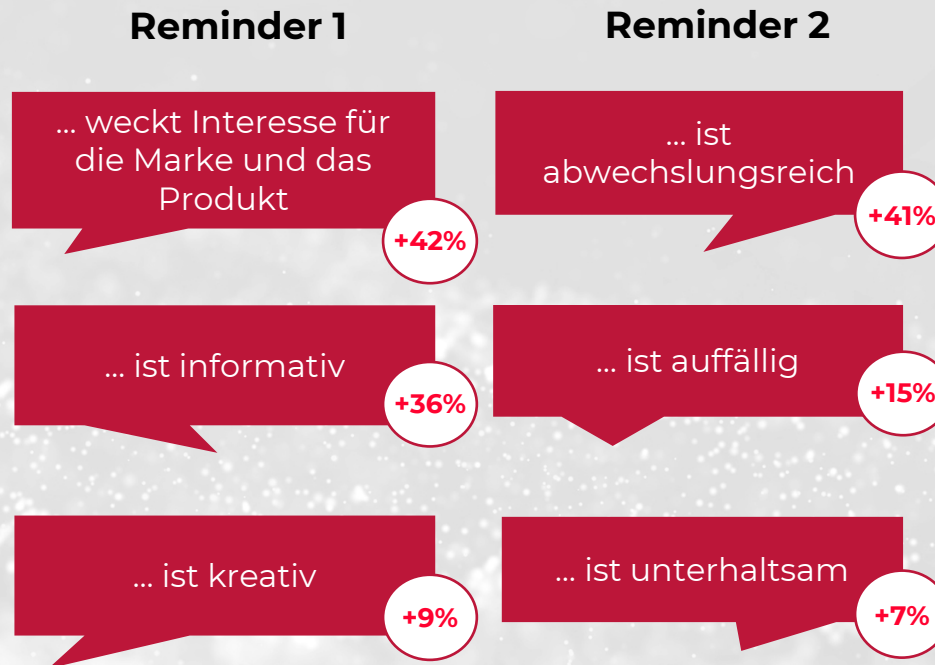 Reminder 1
... weckt Interesse für
die Marke und das
Produkt
+42%
... ist informativ
+36%
... ist kreativ
+9%
Reminder 2
... ist
abwechslungsreich
+41%
... ist auffällig
+15%
... ist unterhaltsam
+7%